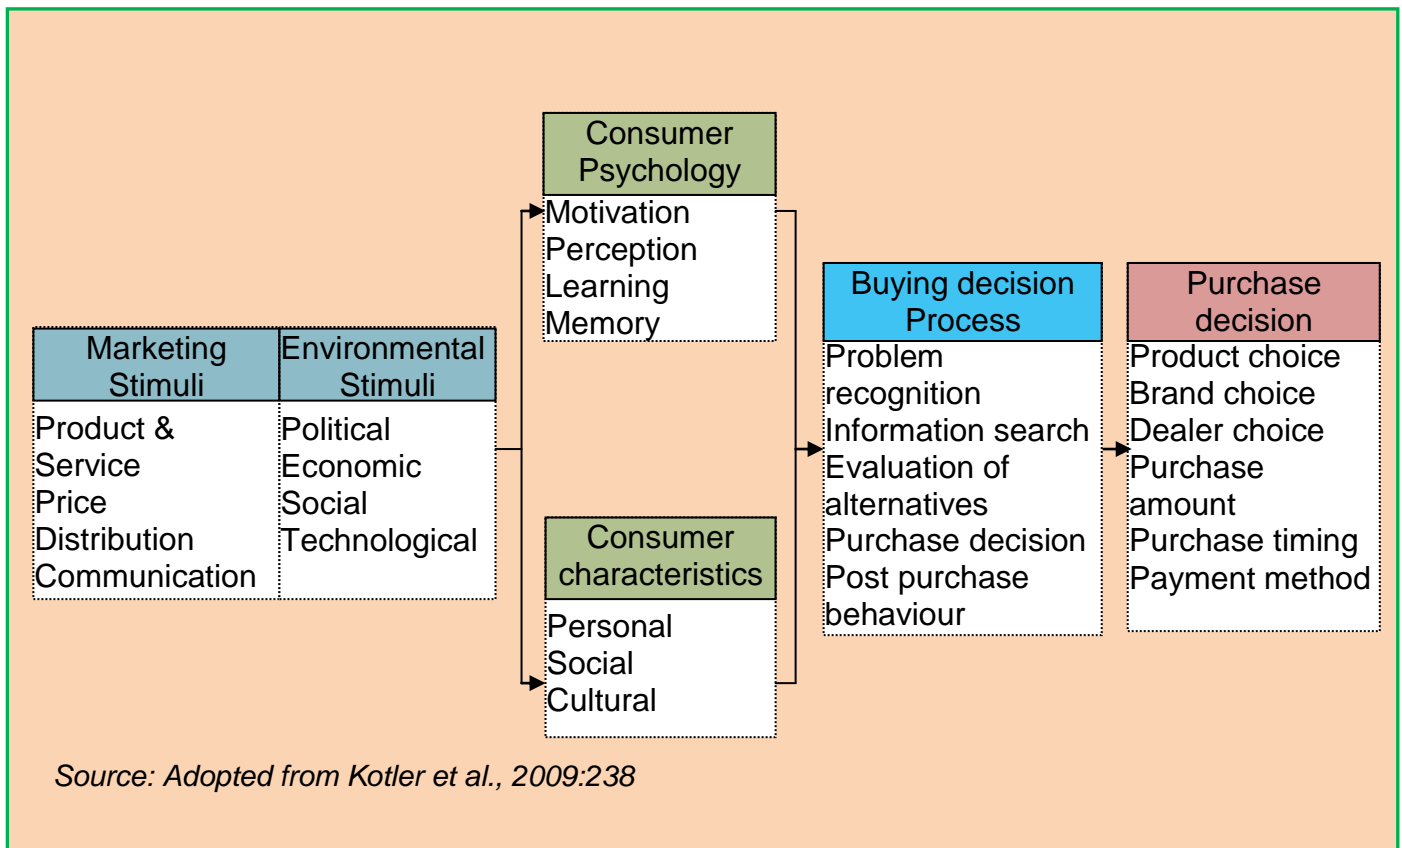 Marketing
Stimuli
Product &
Service
Price
Distribution
Communication
Environmental
Stimuli
Political
Economic
Social
Technological
Consumer
Psychology
Motivation
Perception
Learning
Memory
Consumer
characteristics
Personal
Social
Cultural
Buying decision
Process
Problem
recognition
Information search
Evaluation of
alternatives
Purchase decision
Post purchase
behaviour
Purchase
decision
Product choice
Brand choice
Dealer choice
Purchase
amount
Purchase timing
Payment method
Source: Adopted from Kotler et al., 2009:238